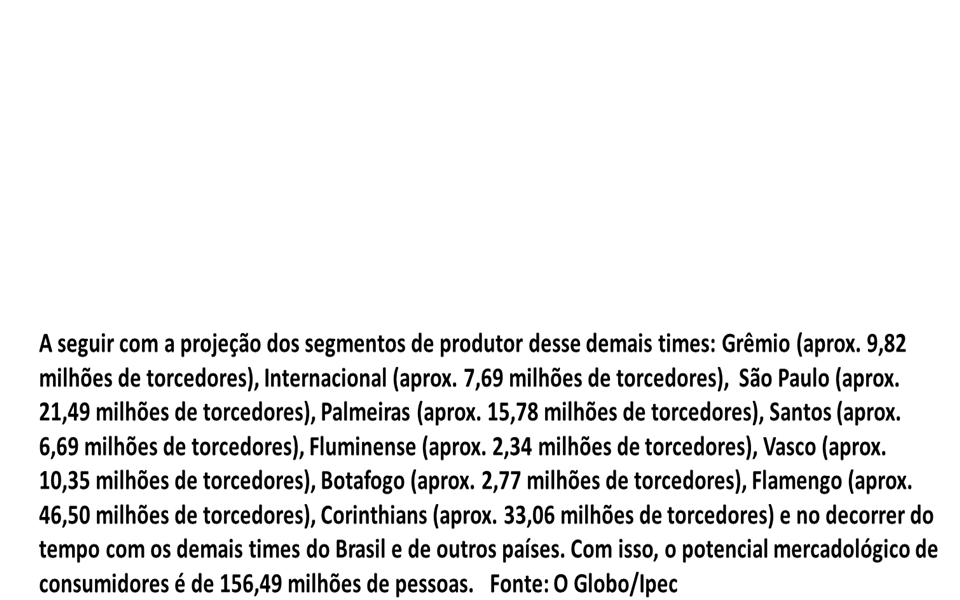 A seguir com a projeção dos segmentos de produtor desse demais times: Grêmio (aprox. 9,82
milhões de torcedores), Internacional (aprox. 7,69 milhões de torcedores),  São Paulo (aprox.
21,49 milhões de torcedores), Palmeiras (aprox. 15,78 milhões de torcedores), Santos (aprox.
6,69 milhões de torcedores), Fluminense (aprox. 2,34 milhões de torcedores), Vasco (aprox.
10,35 milhões de torcedores), Botafogo (aprox. 2,77 milhões de torcedores), Flamengo (aprox.
46,50 milhões de torcedores), Corinthians (aprox. 33,06 milhões de torcedores) e no decorrer do
tempo com os demais times do Brasil e de outros países. Com isso, o potencial mercadológico de
consumidores é de 156,49 milhões de pessoas.   Fonte: O Globo/Ipec